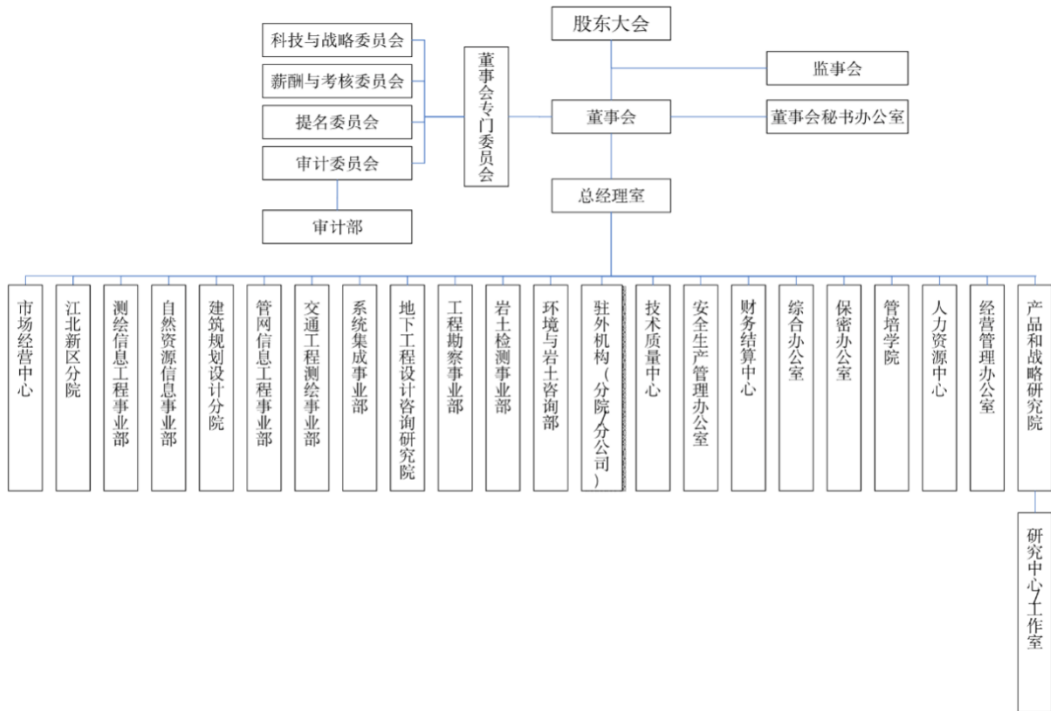 股东大会
科技与战略委员会
薪酬与考核委员会
提名委员会
审计委员会
审计部
董事会专门委员会
监事会
董事会
董事会秘书办公室
总经理室
市场经营中心
江北新区分院
测绘信息工程事业部
自然资源信息事业部
建筑规划设计分院
管网信息工程事业部
交通工程测绘事业部
系统集成事业部
地下工程设计咨询研究院
工程勘察事业部
岩土检测事业部
环境与岩土咨询部
驻外机构(分院/分公司)
技术质量中心
安全生产管理办公室
财务结算中心
综合办公室
保密办公室
管培学院
人力资源中心
经营管理办公室
产品和战略研究院
研究中心/工作室